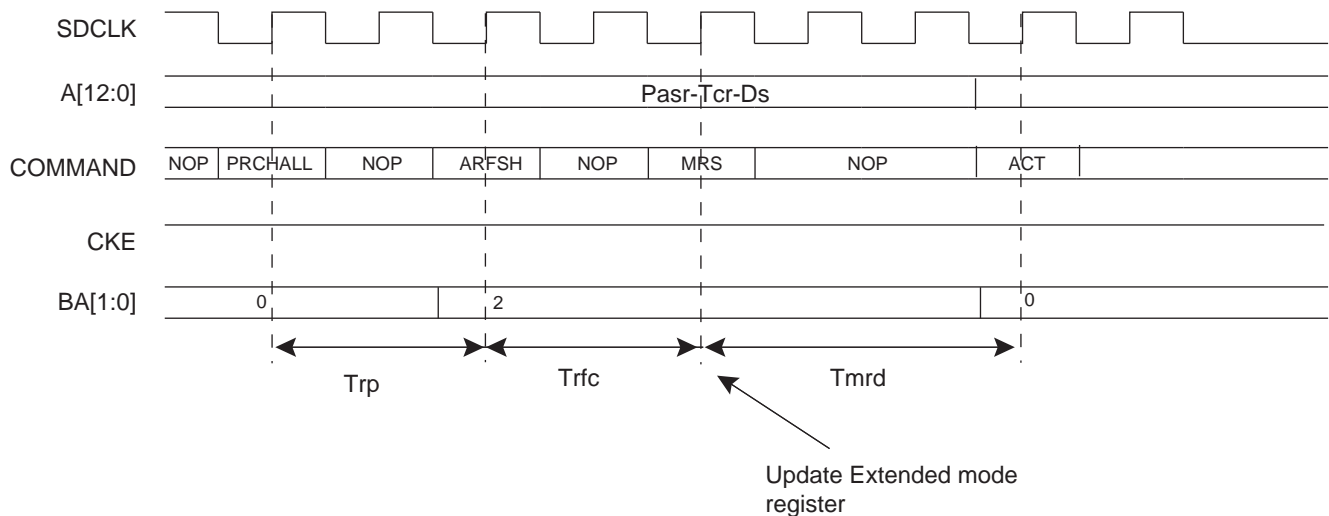 SDCLK
A[12:0]
Pasr-Tcr-Ds
COMMAND
NOP
PRCHALL
NOP
ARFSH
NOP
MRS
NOP
ACT
CKE
BA[1:0]
0
2
0
Trp
Trfc
Tmrd
Update Extended mode
register